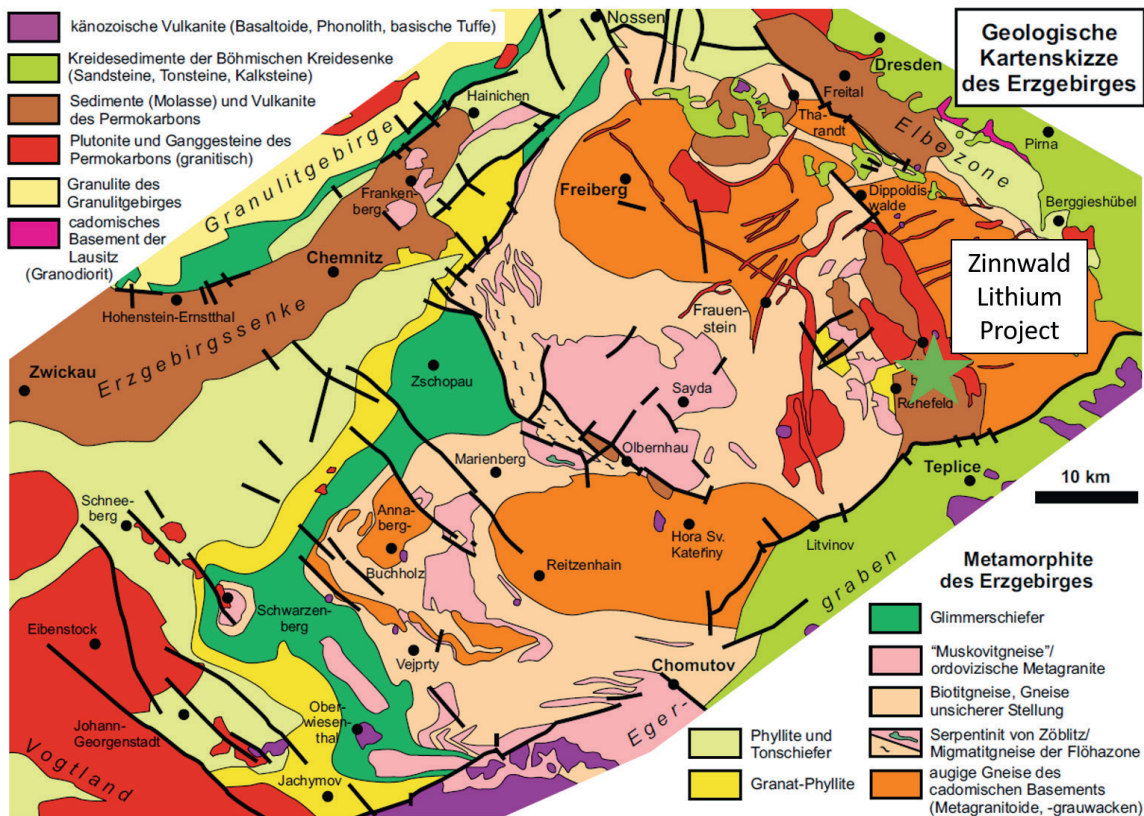 känozoische Vulkanite (Basaltoide, Phonolith, basische Tuffe)
Kreidesedimente der Böhmischen Kreidesenke
(Sandsteine, Tonsteine, Kalksteine)
Sedimente (Molasse) und Vulkanite
des Permokarbons
Plutonite und Ganggesteine des
Permokarbons (granitisch)
Granulite des
Granulitgebirges
cadomisches
Basement der
Lausitz
(Granodiorit)
Geologische
Kartenskizze
des Erzgebirges
Nossen
Dresden
Freital
Hainichen
Tha-
randt
Pirna
Elbezone
Granulitgebirge
Franken-
berg
Freiberg
Dippoldis-
walde
Berggieshübel
Chemnitz
Zinnwald
Lithium
Project
Hohenstein-Ernstthal
Frauen-
stein
Erzgebirgssenke
Zwickau
Zschopau
Sayda
b
Rehefeld
Olbernhau
Marienberg
Teplice
10 km
Schnee-
berg
Anna-
berg-
Buchholz
Hora Sv.
Kateřiny
Litvinov
Reitzenhain
graben
Metamorphite
des Erzgebirges
Schwarzen-
berg
Glimmerschiefer
Eibenstock
"Muskovitgneise"/
ordovizische Metagranite
Vejprty
Chomutov
Biotitgneise, Gneise
unsicherer Stellung
Eger-
Ober-
wiesen-
thal
Johann-
Georgenstadt
Phyllite und
Tonschiefer
Serpentinit von Zöblitz/
Migmatitgneise der Flöhazone
Vogtland
Jachymov
Granat-Phyllite
augige Gneise des
cadomischen Basements
(Metagranitoide, -grauwacken)